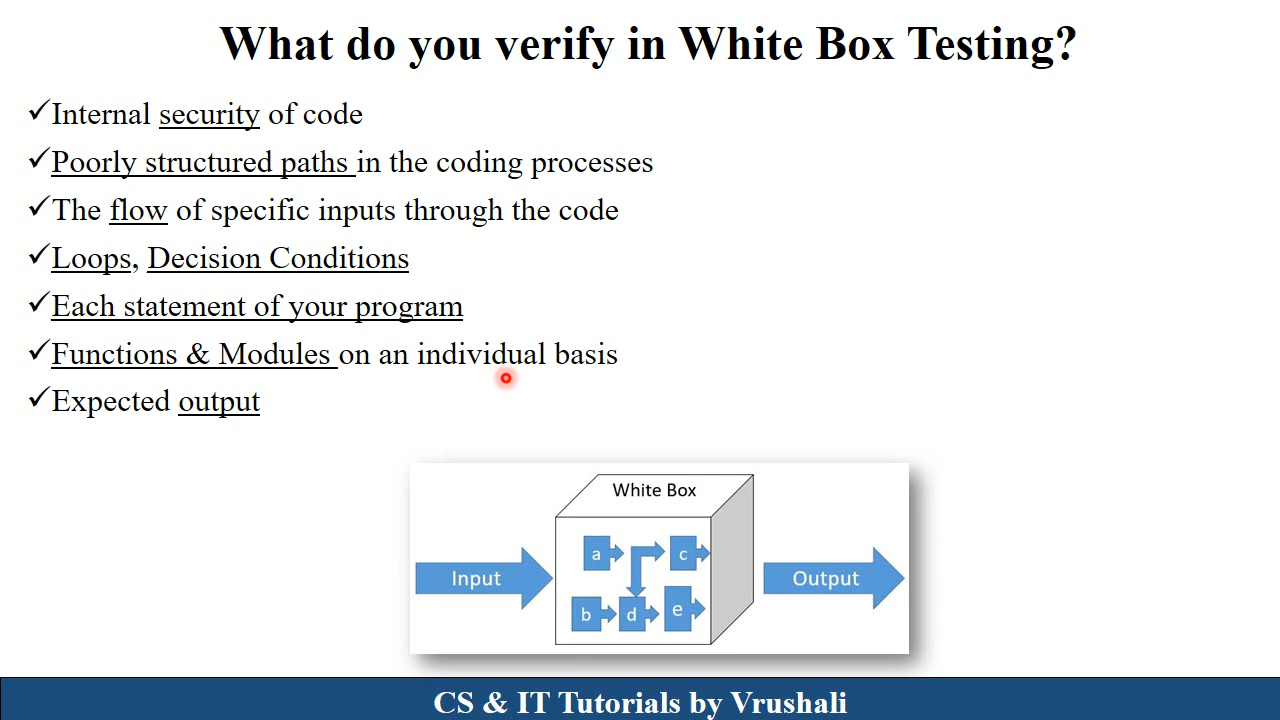 What do you verify in White Box Testing?
✓Internal security of code
✓Poorly structured paths in the coding processes
✓The flow of specific inputs through the code
✓Loops, Decision Conditions
✓Each statement of your program
✓Functions & Modules on an individual basis
✓Expected output
White Box
a
c
Input
Output
b
d
e
CS & IT Tutorials by Vrushali